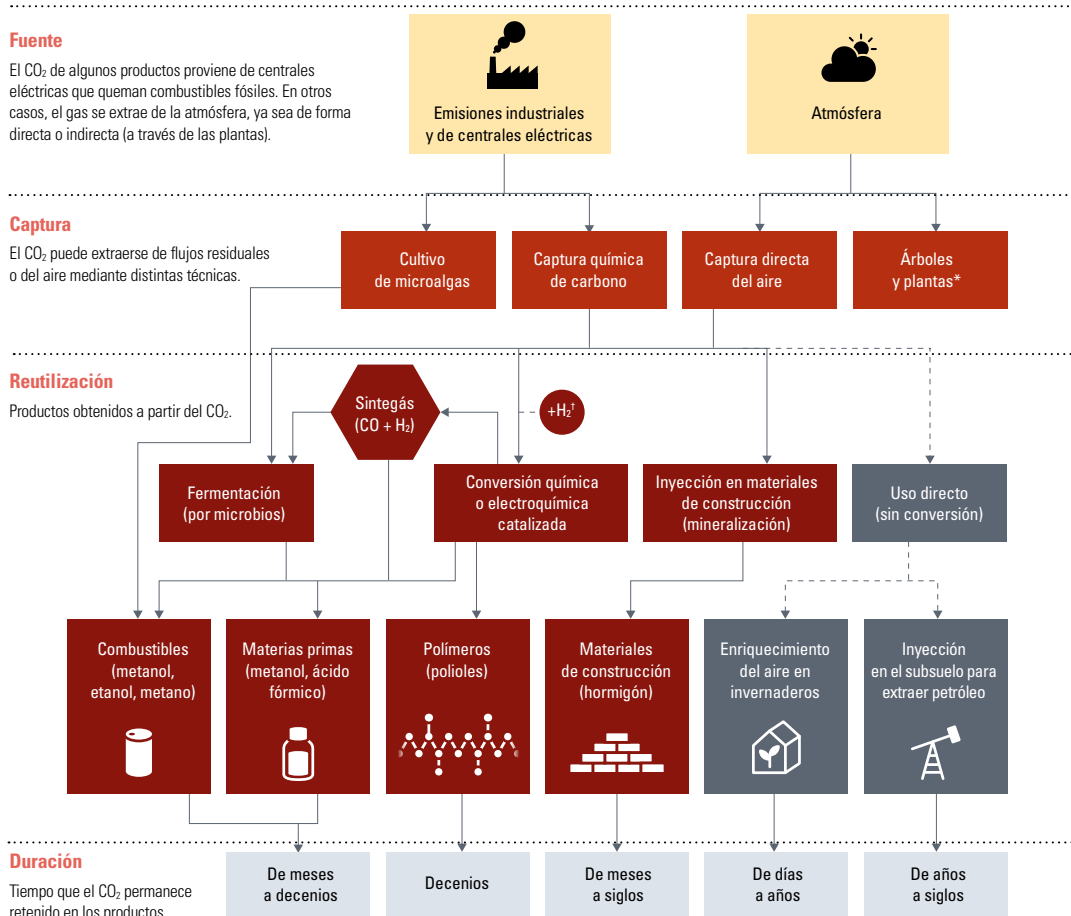 Fuente
El CO₂ de algunos productos proviene de centrales
eléctricas que queman combustibles fósiles. En otros
casos, el gas se extrae de la atmósfera, ya sea de forma
directa o indirecta (a través de las plantas).
Emisiones industriales
y de centrales eléctricas
Atmósfera
Captura
El CO₂ puede extraerse de flujos residuales
o del aire mediante distintas técnicas.
Cultivo
de microalgas
Captura química
de carbono
Captura directa
del aire
Árboles
y plantas*
Reutilización
Productos obtenidos a partir del CO₂.
Sintegás
(CO + H₂)
+H₂†
Fermentación
(por microbios)
Conversión química
o electroquímica
catalizada
Inyección en materiales
de construcción
(mineralización)
Uso directo
(sin conversión)
Combustibles
(metanol,
etanol, metano)
Materias primas
(metanol, ácido
fórmico)
Polímeros
(polioles)
Materiales
de construcción
(hormigón)
Enriquecimiento
del aire en
invernaderos
Inyección
en el subsuelo para
extraer petróleo
Duración
Tiempo que el CO₂ permanece
retenido en los productos
De meses
a decenios
Decenios
De meses
a siglos
De días
a años
De años
a siglos